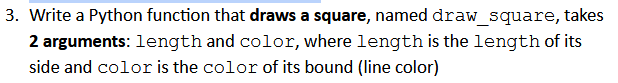 3. Write a Python function that draws a square, named draw_square, takes
2 arguments: length and color, where length is the length of its
side and color is the color of its bound (line color)